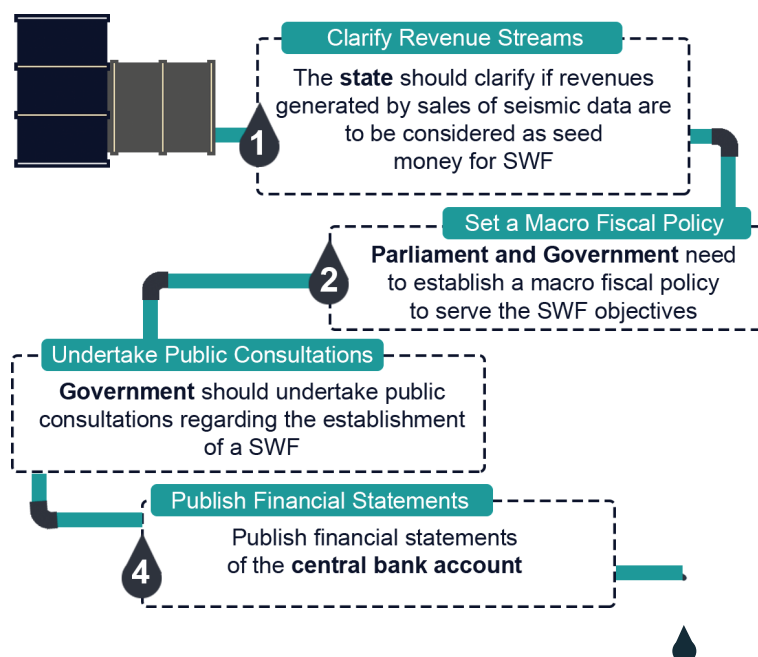 Clarify Revenue Streams
The state should clarify if revenues
generated by sales of seismic data are
to be considered as seed
money for SWF
1
Set a Macro Fiscal Policy
Parliament and Government need
to establish a macro fiscal policy
to serve the SWF objectives
2
Undertake Public Consultations
Government should undertake public
consultations regarding the establishment
of a SWF
Publish Financial Statements
Publish financial statements
of the central bank account
4